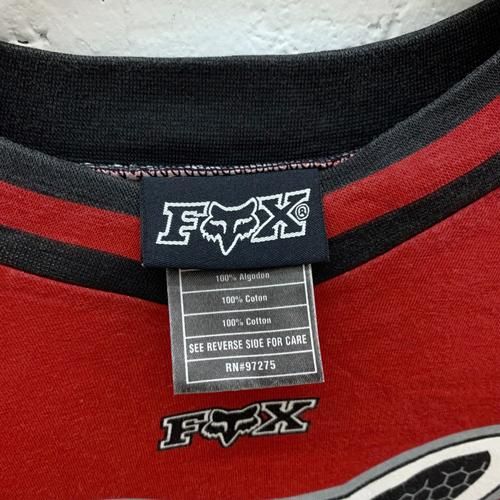 FOX®
100% Algodon
100% Coton
100% Cotton
SEE REVERSE SIDE FOR CARE
RN#97275
FOX